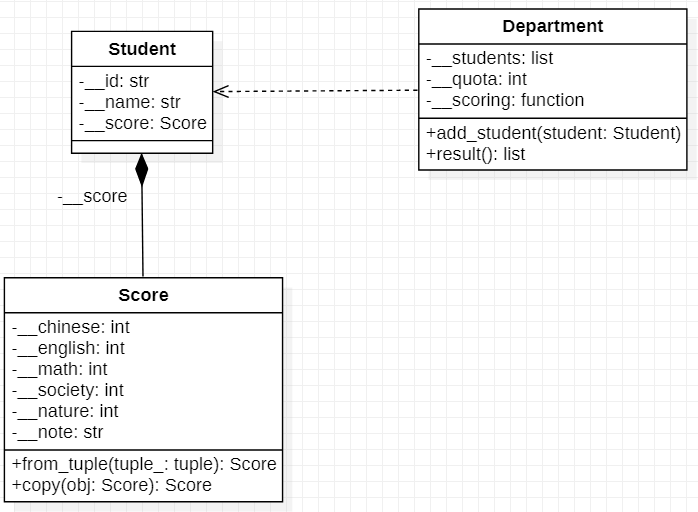 Student
-__id: str
-__name: str
-__score: Score
Department
-__students: list
-__quota: int
-__scoring: function
+add_student(student: Student)
+result(): list
-__score
Score
-__chinese: int
-__english: int
-__math: int
-__society: int
-__nature: int
-__note: str
+from_tuple(tuple_: tuple): Score
+copy(obj: Score): Score